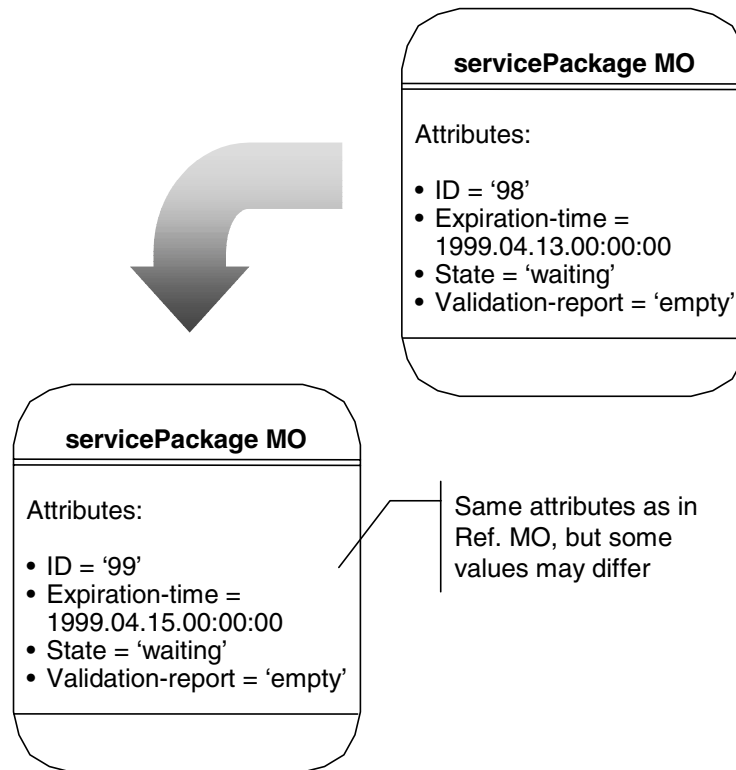 servicePackage MO
Attributes:
• ID = ‘98’
• Expiration-time =
1999.04.13.00:00:00
• State = ‘waiting’
• Validation-report = ‘empty’
servicePackage MO
Attributes:
• ID = ‘99’
• Expiration-time =
1999.04.15.00:00:00
• State = ‘waiting’
• Validation-report = ‘empty’
Same attributes as in
Ref. MO, but some
values may differ